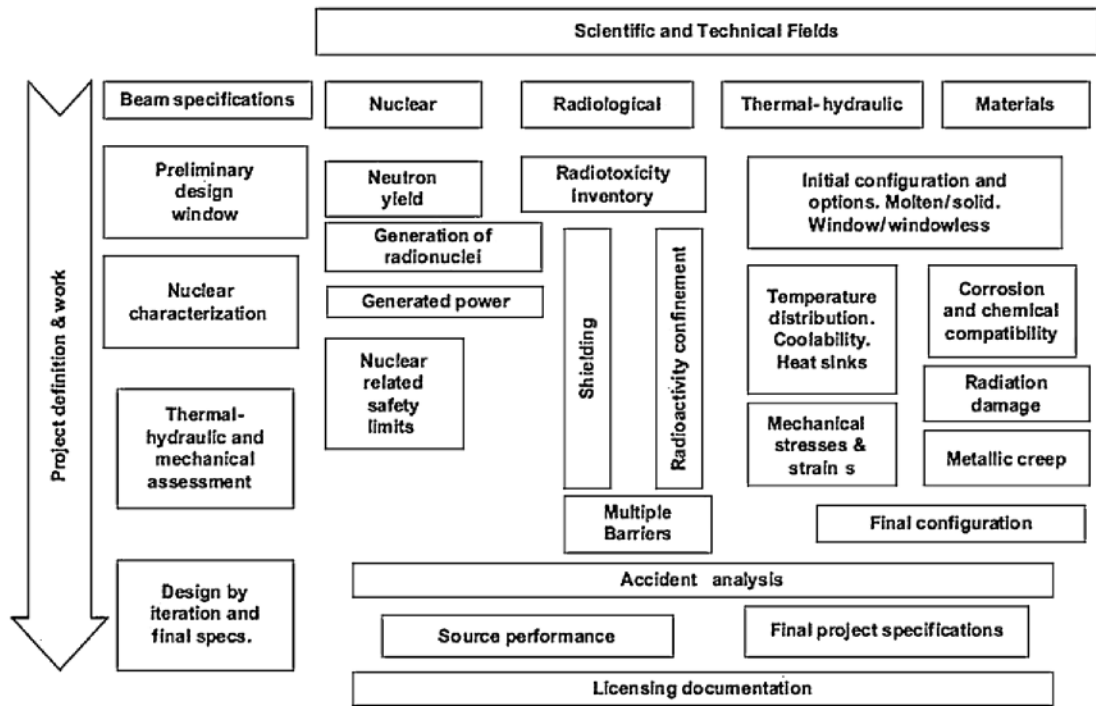 Scientific and Technical Fields
Project definition & work
Beam specifications
Nuclear
Radiological
Thermal-hydraulic
Materials
Preliminary
design
window
Neutron
yield
Radiotoxicity
Inventory
Initial configuration and
options. Molten/solid.
Window/windowless
Generation of
radionuclei
Nuclear
characterization
Generated power
Shielding
Radioactivity confinement
Temperature
distribution.
Coolability.
Heat sinks
Corrosion
and chemical
compatibility
Nuclear
related
safety
limits
Radiation
damage
Thermal-
hydraulic and
mechanical
assessment
Mechanical
stresses &
strain s
Metallic creep
Multiple
Barriers
Final configuration
Design by
iteration and
final specs.
Accident analysis
Source performance
Final project specifications
Licensing documentation